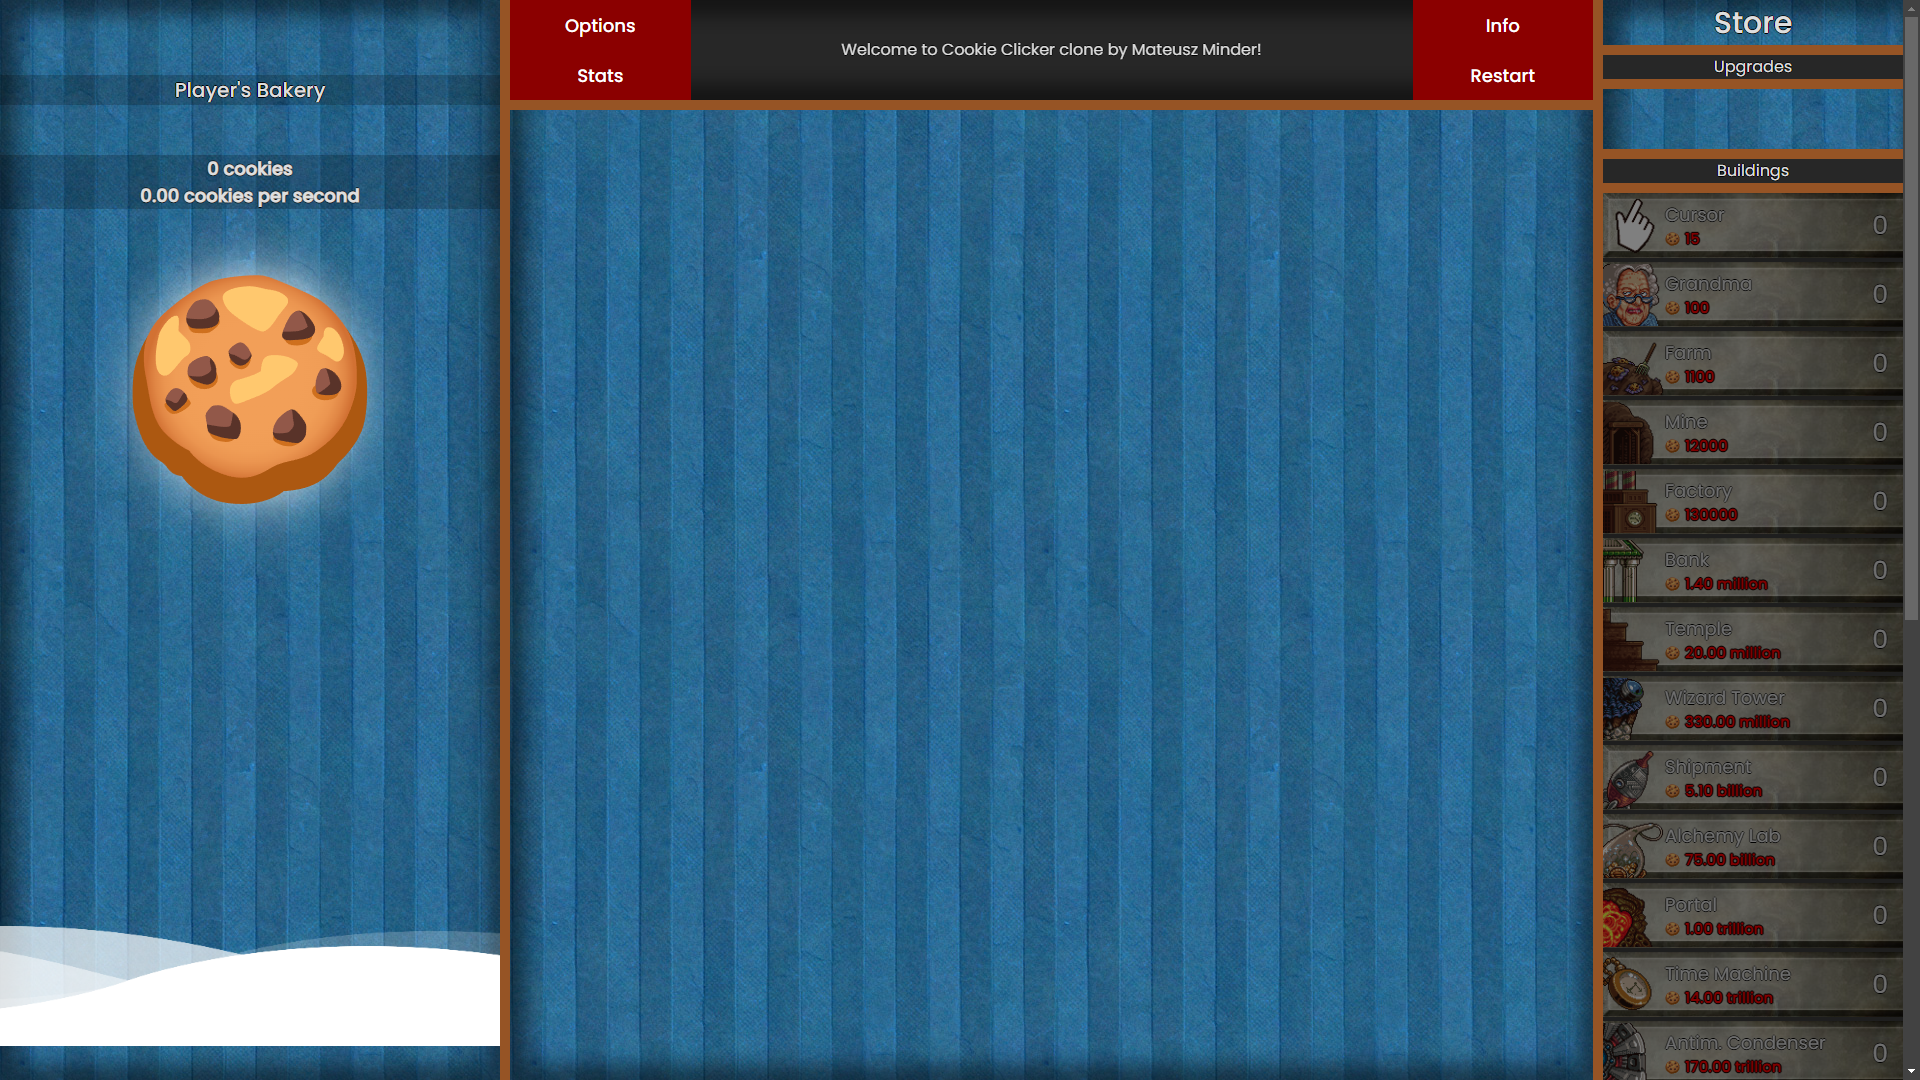 Player's Bakery
0 cookies
0.00 cookies per second
Options
Stats
Welcome to Cookie Clicker clone by Mateusz Minder!
Info
Restart
Store
Upgrades
Buildings
Cursor
15
0
Grandma
100
0
Farm
1100
0
Mine
12000
0
Factory
130000
0
Bank
1.40 million
0
Temple
20.00 million
0
Wizard Tower
330.00 million
0
Shipment
5.10 billion
0
Alchemy Lab
75.00 billion
0
Portal
1.00 trillion
0
Time Machine
14.00 trillion
0
Antim. Condenser
170.00 trillion
0